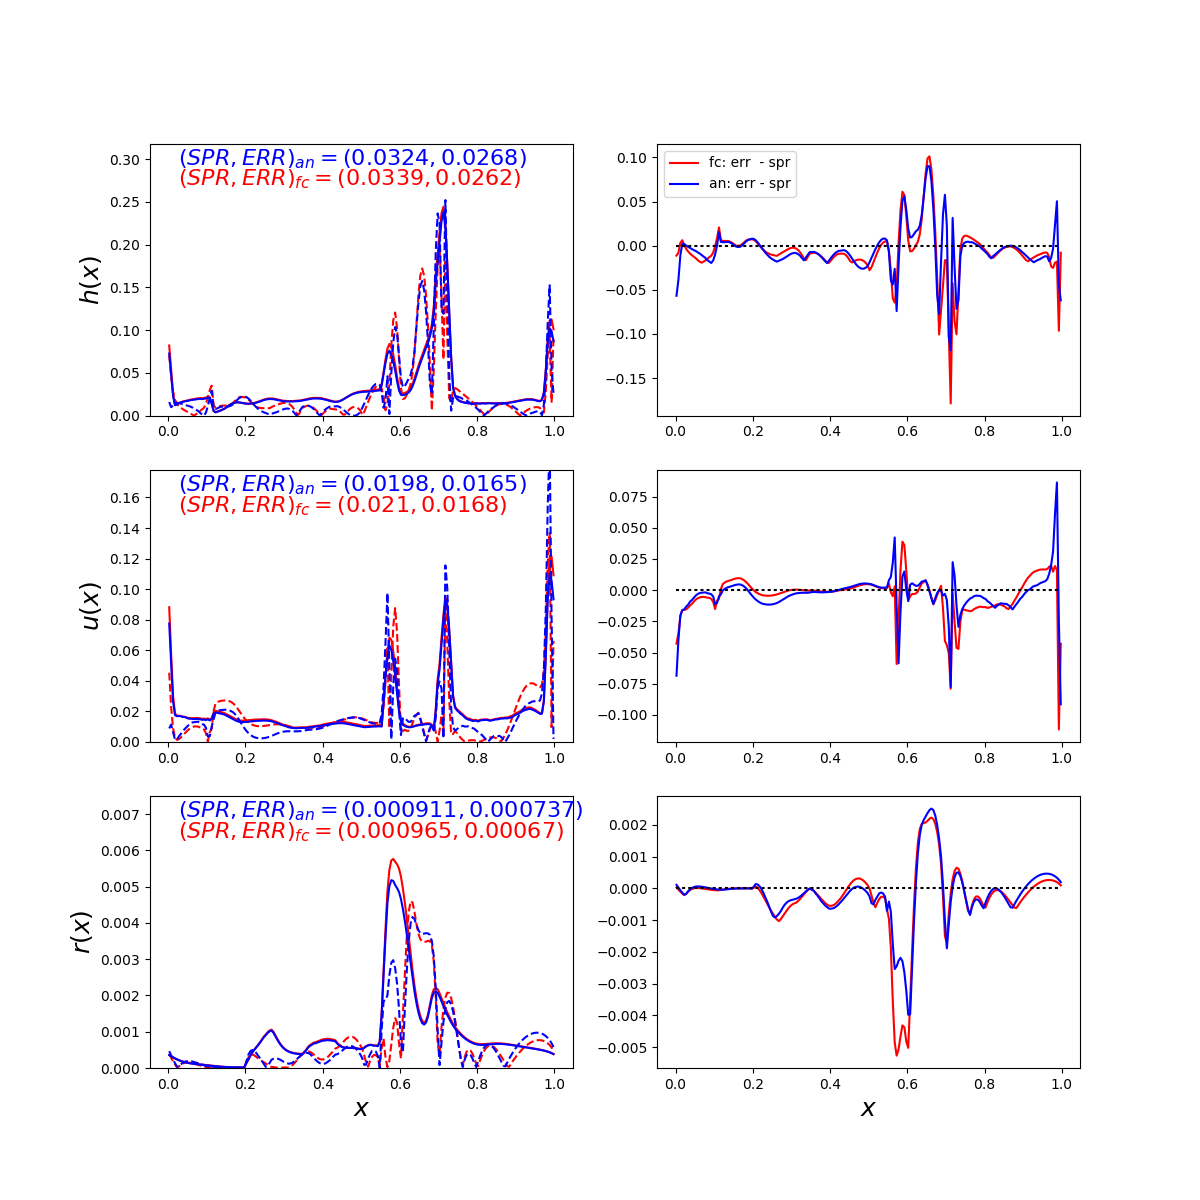 (SPR, ERR)an = (0.0324, 0.0268)
(SPR, ERR)fc = (0.0339, 0.0262)
h(x)
0.30
0.25
0.20
0.15
0.10
0.05
0.00
0.0 0.2 0.4 0.6 0.8 1.0
fc: err - spr
an: err - spr
0.10
0.05
0.00
−0.05
−0.10
−0.15
0.0 0.2 0.4 0.6 0.8 1.0
(SPR, ERR)an = (0.0198, 0.0165)
(SPR, ERR)fc = (0.021, 0.0168)
u(x)
0.16
0.14
0.12
0.10
0.08
0.06
0.04
0.02
0.00
0.0 0.2 0.4 0.6 0.8 1.0
0.075
0.050
0.025
0.000
−0.025
−0.050
−0.075
−0.100
0.0 0.2 0.4 0.6 0.8 1.0
(SPR, ERR)an = (0.000911, 0.000737)
(SPR, ERR)fc = (0.000965, 0.00067)
r(x)
0.007
0.006
0.005
0.004
0.003
0.002
0.001
0.000
0.0 0.2 0.4 0.6 0.8 1.0
x
0.002
0.001
0.000
−0.001
−0.002
−0.003
−0.004
−0.005
0.0 0.2 0.4 0.6 0.8 1.0
x